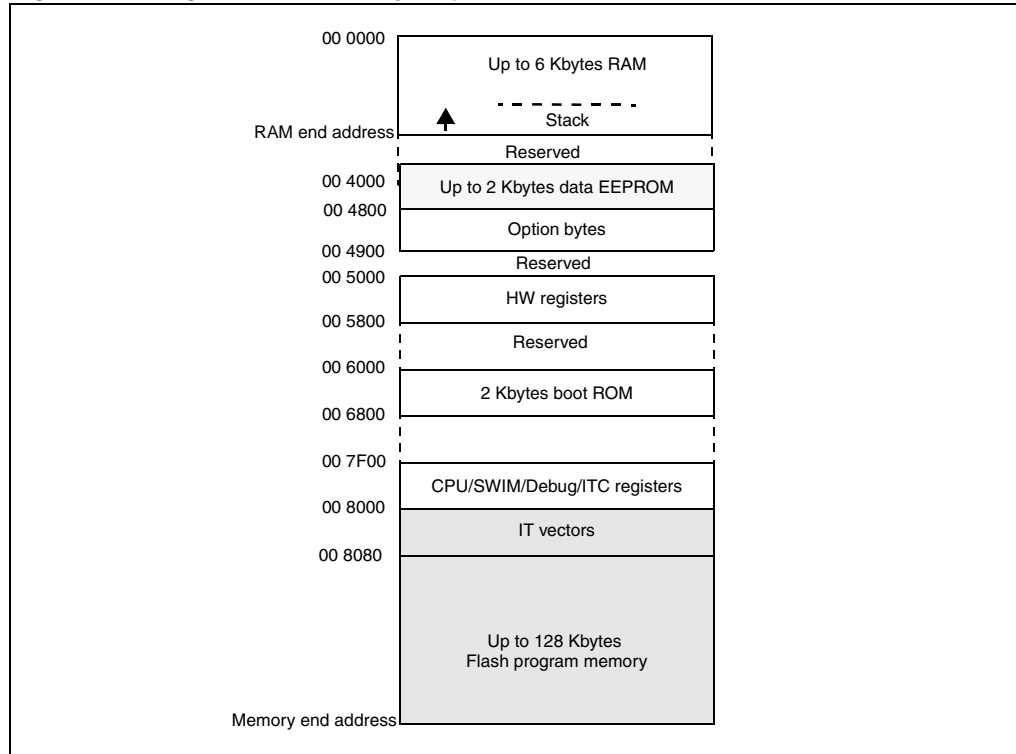 00 0000
Up to 6 Kbytes RAM
Stack
RAM end address
Reserved
00 4000
Up to 2 Kbytes data EEPROM
00 4800
Option bytes
00 4900
Reserved
00 5000
HW registers
00 5800
Reserved
00 6000
2 Kbytes boot ROM
00 6800
00 7F00
CPU/SWIM/Debug/ITC registers
00 8000
IT vectors
00 8080
Up to 128 Kbytes
Flash program memory
Memory end address